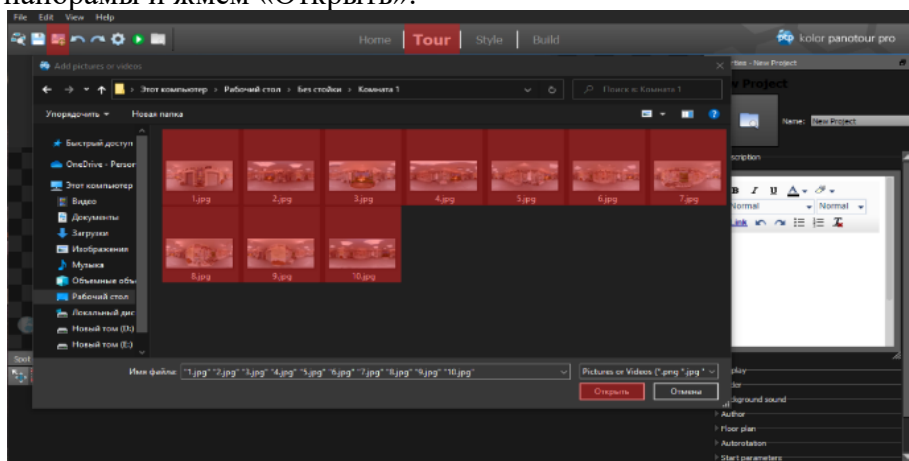 панорамы и жмем «Открыть».
File Edit View Help
Home Tour Style Build
kolor panotour pro
Add pictures or videos
Properties - New Project
New Project
Этот компьютер > Рабочий стол > Без стойки > Комната 1
Поиск в: Комната 1
Упорядочить Новая папка
Name: New Project
Быстрый доступ
OneDrive - Person
Этот компьютер
Видео
Документы
Загрузки
Изображения
Музыка
Объемные объе
Рабочий стол
Локальный дис
Новый том (D:)
Новый том (E:)
1.jpg 2.jpg 3.jpg 4.jpg 5.jpg 6.jpg 7.jpg
8.jpg 9.jpg 10.jpg
B I U A
Normal Normal
Link
Spot
Имя файла: "1.jpg" "2.jpg" "3.jpg" "4.jpg" "5.jpg" "6.jpg" "7.jpg" "8.jpg" "9.jpg" "10.jpg"
Pictures or Videos (*.png *.jpg *
Открыть Отмена
Author
Floor plan
Autorotation
Start parameters